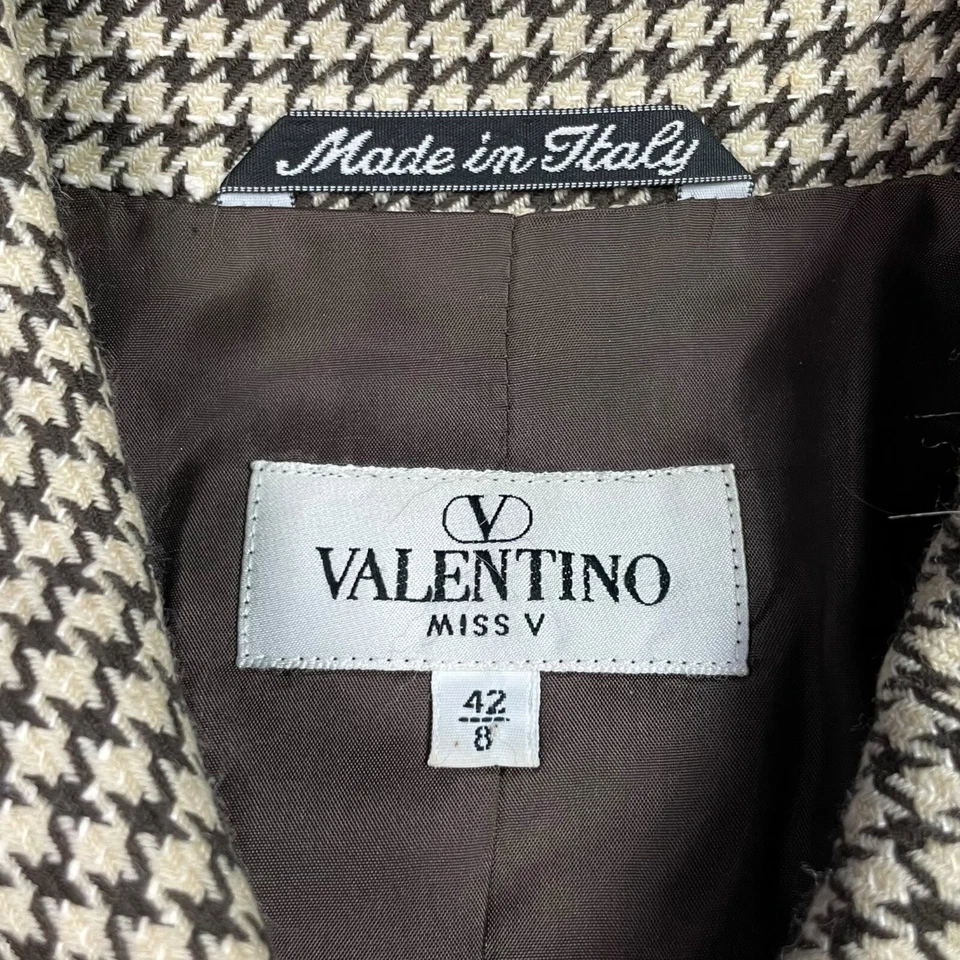 Made in Italy
V
VALENTINO
MISS V
42
8